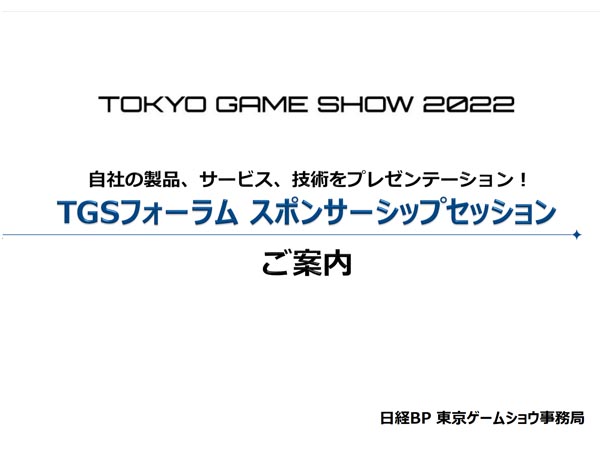 TOKYO GAME SHOW 2022
自社の製品、サービス、技術をプレゼンテーション！
TGSフォーラム スポンサーシップセッション
ご案内
日経BP 東京ゲームショウ事務局